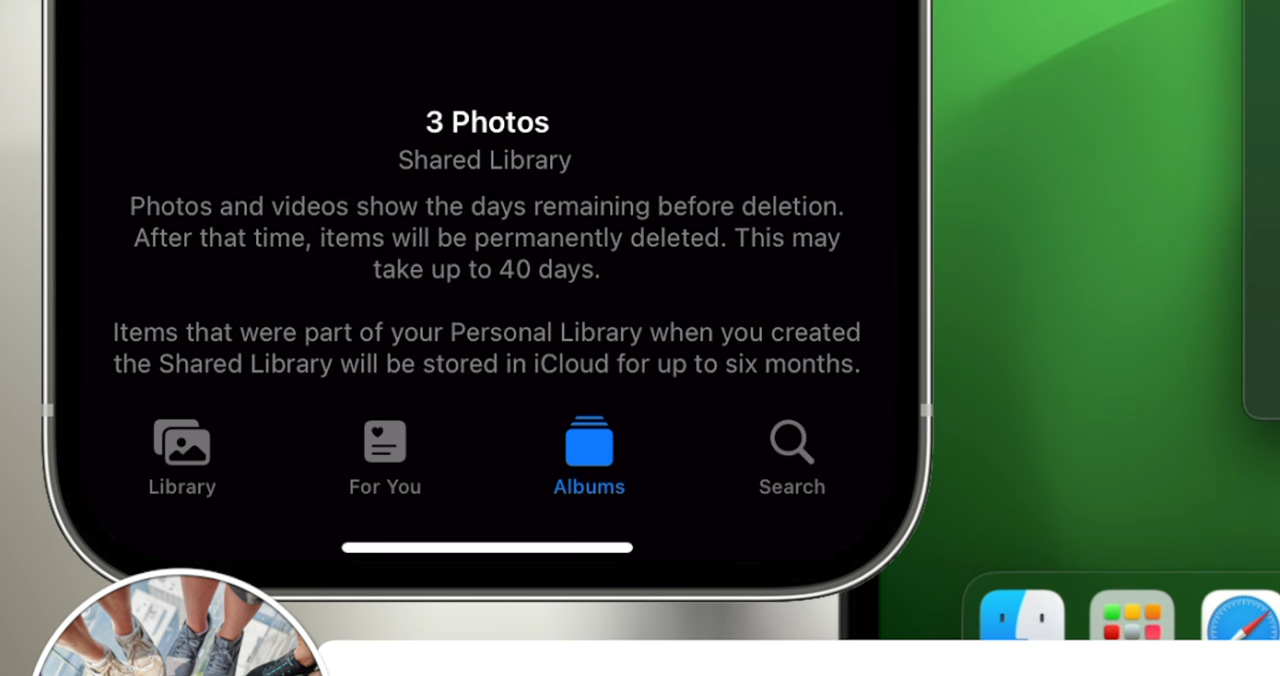 3 Photos
Shared Library
Photos and videos show the days remaining before deletion.
After that time, items will be permanently deleted. This may
take up to 40 days.
Items that were part of your Personal Library when you created
the Shared Library will be stored in iCloud for up to six months.
Library
For You
Albums
Search